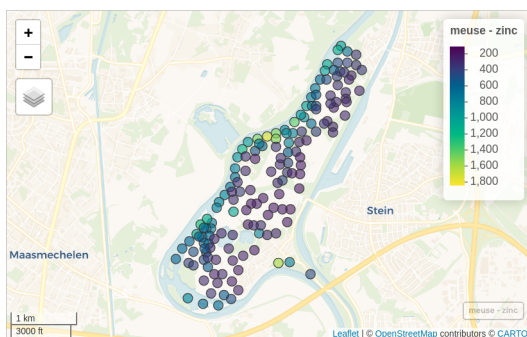 +
−
meuse - zinc
200
400
600
800
1,000
1,200
1,400
1,600
1,800
Stein
Maasmechelen
meuse - zinc
1 km
3000 ft
Leaflet | © OpenStreetMap contributors © CARTO